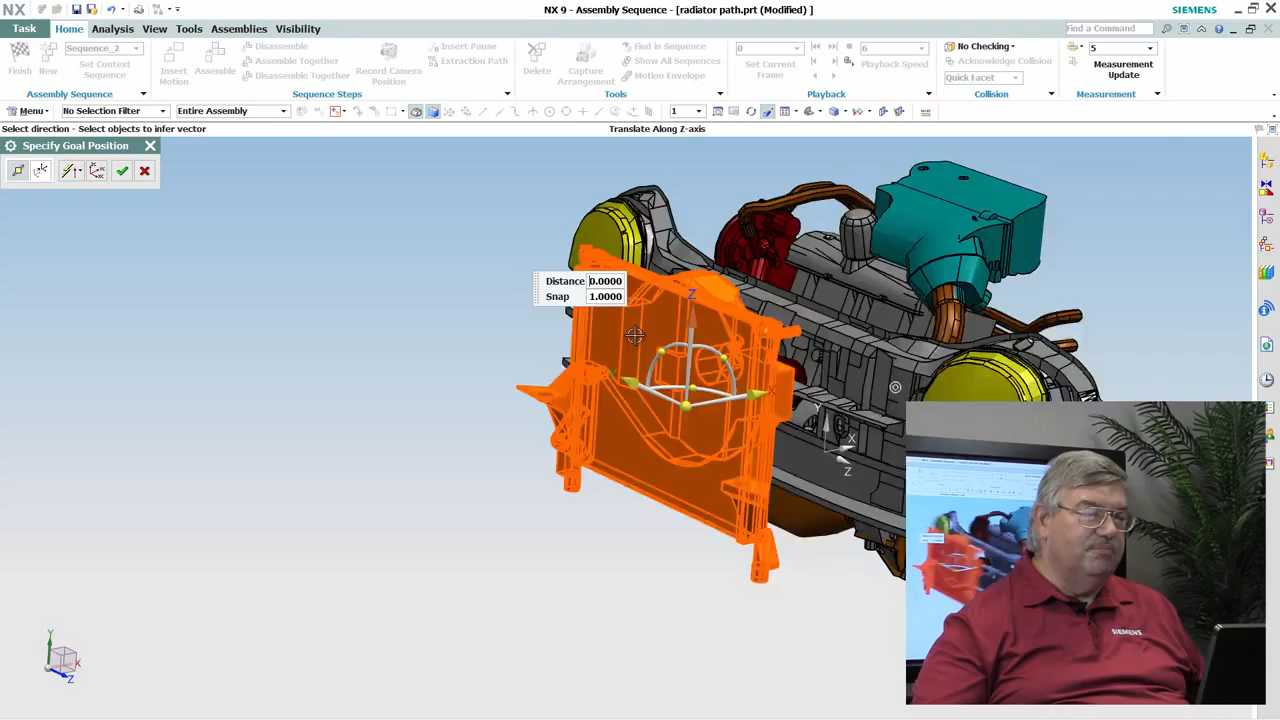 NX
NX 9 - Assembly Sequence - [radiator path.prt (Modified) ]
SIEMENS
Task Home Analysis View Tools Assemblies Visibility
Find a Command
Finish
New
Sequence_2
Set Context
Sequence
Assembly Sequence
Insert
Motion
Assemble
Disassemble
Assemble Together
Disassemble Together
Record Camera
Position
Insert Pause
Extraction Path
Sequence Steps
Delete
Capture
Arrangement
Find in Sequence
Show All Sequences
Motion Envelope
Tools
0
Set Current
Frame
6
Playback Speed
Playback
No Checking
Acknowledge Collision
Quick Facet
Collision
5
Measurement
Update
Measurement
Menu
No Selection Filter
Entire Assembly
1
Select direction - Select objects to infer vector
Translate Along Z-axis
Specify Goal Position
Distance 0.0000
Snap 1.0000
Z
X
Y
X
Z
Y
X
Z
SIEMENS